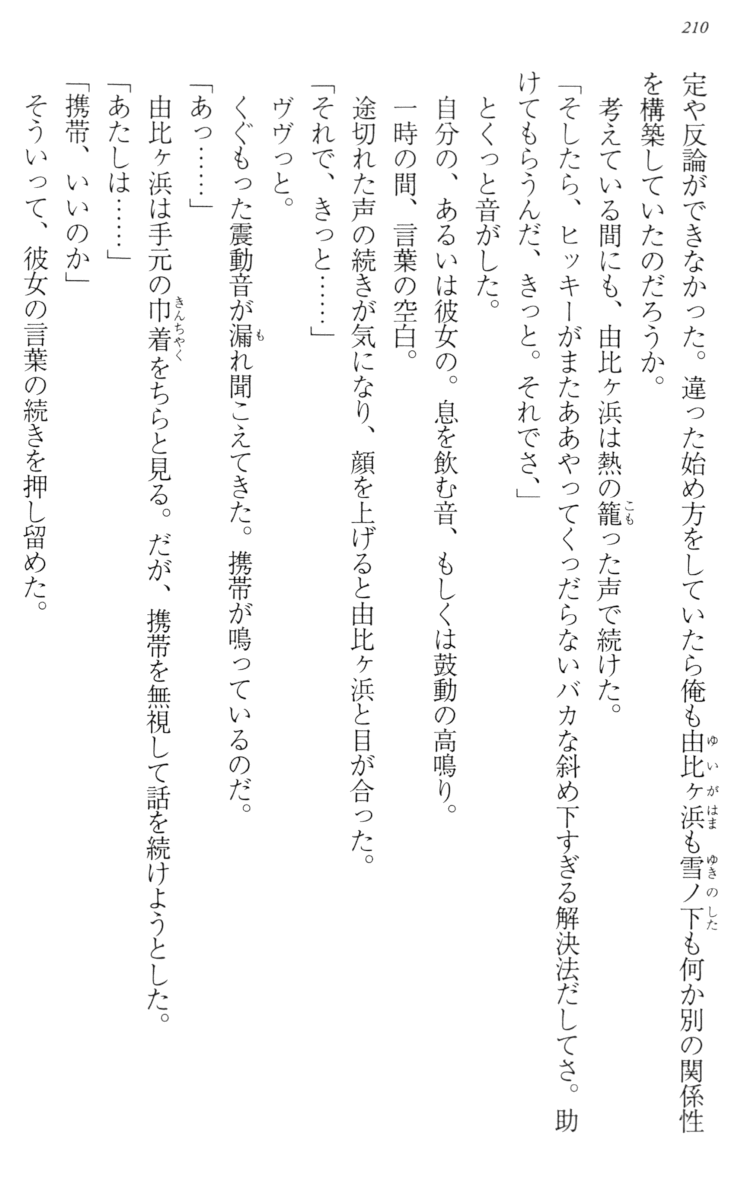 210
定や反論ができなかった。違った始め方をしていたら俺も由比ヶ浜も雪ノ下も何か別の関係性
を構築していたのだろうか。
考えている間にも、由比ヶ浜は熱の籠った声で続けた。
「そしたら、ヒッキーがまたああやってくっだらないバカな斜め下すぎる解決法だしてさ。助
けてもらうんだ、きっと。それでさ、」
とくっと音がした。
自分の、あるいは彼女の。息を飲む音、もしくは鼓動の高鳴り。
一時の間、言葉の空白。
途切れた声の続きが気になり、顔を上げると由比ヶ浜と目が合った。
「それで、きっと……」
ヴヴっと。
くぐもった震動音が漏れ聞こえてきた。携帯が鳴っているのだ。
「あっ……」
由比ヶ浜は手元の巾着をちらと見る。だが、携帯を無視して話を続けようとした。
「あたしは……」
「携帯、いいのか」
そういって、彼女の言葉の続きを押し留めた。